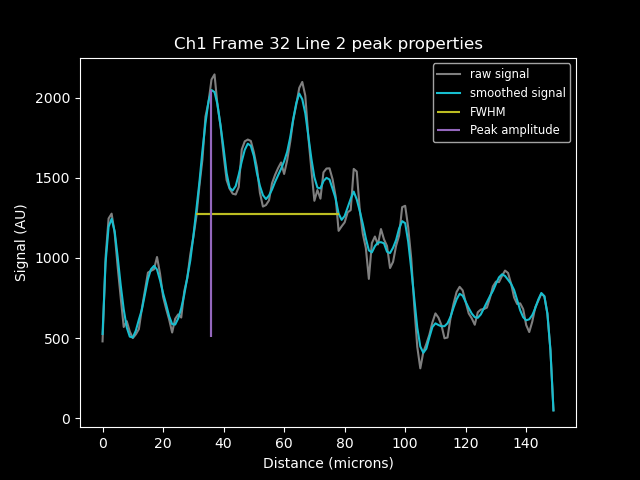 Ch1 Frame 32 Line 2 peak properties
raw signal
smoothed signal
FWHM
Peak amplitude
Signal (AU)
2000
1500
1000
500
0
0 20 40 60 80 100 120 140
Distance (microns)